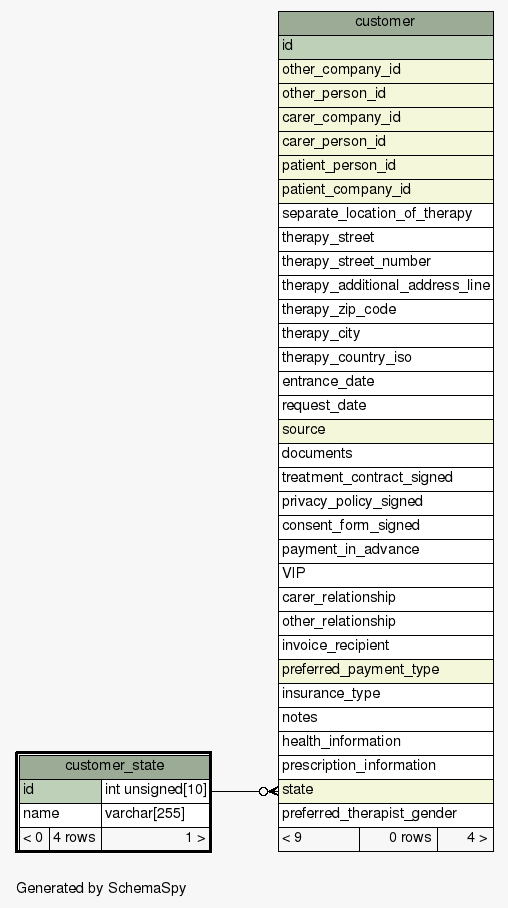 customer
id
other_company_id
other_person_id
carer_company_id
carer_person_id
patient_person_id
patient_company_id
separate_location_of_therapy
therapy_street
therapy_street_number
therapy_additional_address_line
therapy_zip_code
therapy_city
therapy_country_iso
entrance_date
request_date
source
documents
treatment_contract_signed
privacy_policy_signed
consent_form_signed
payment_in_advance
VIP
carer_relationship
other_relationship
invoice_recipient
preferred_payment_type
insurance_type
notes
health_information
prescription_information
state
preferred_therapist_gender
< 9 0 rows 4 >
customer_state
id int unsigned[10]
name varchar[255]
< 0 4 rows 1 >
Generated by SchemaSpy